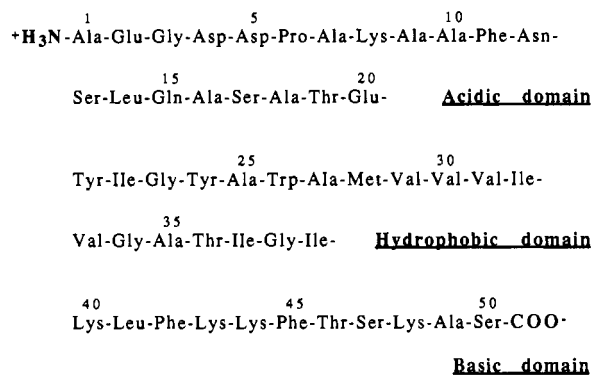 1 5 10
+H3N-Ala-Glu-Gly-Asp-Asp-Pro-Ala-Lys-Ala-Ala-Phe-Asn-
15 20
Ser-Leu-Gln-Ala-Ser-Ala-Thr-Glu- Acidic domain
25 30
Tyr-Ile-Gly-Tyr-Ala-Trp-Ala-Met-Val-Val-Val-Ile-
35
Val-Gly-Ala-Thr-Ile-Gly-Ile- Hydrophobic domain
40 45 50
Lys-Leu-Phe-Lys-Lys-Phe-Thr-Ser-Lys-Ala-Ser-COO-
Basic domain